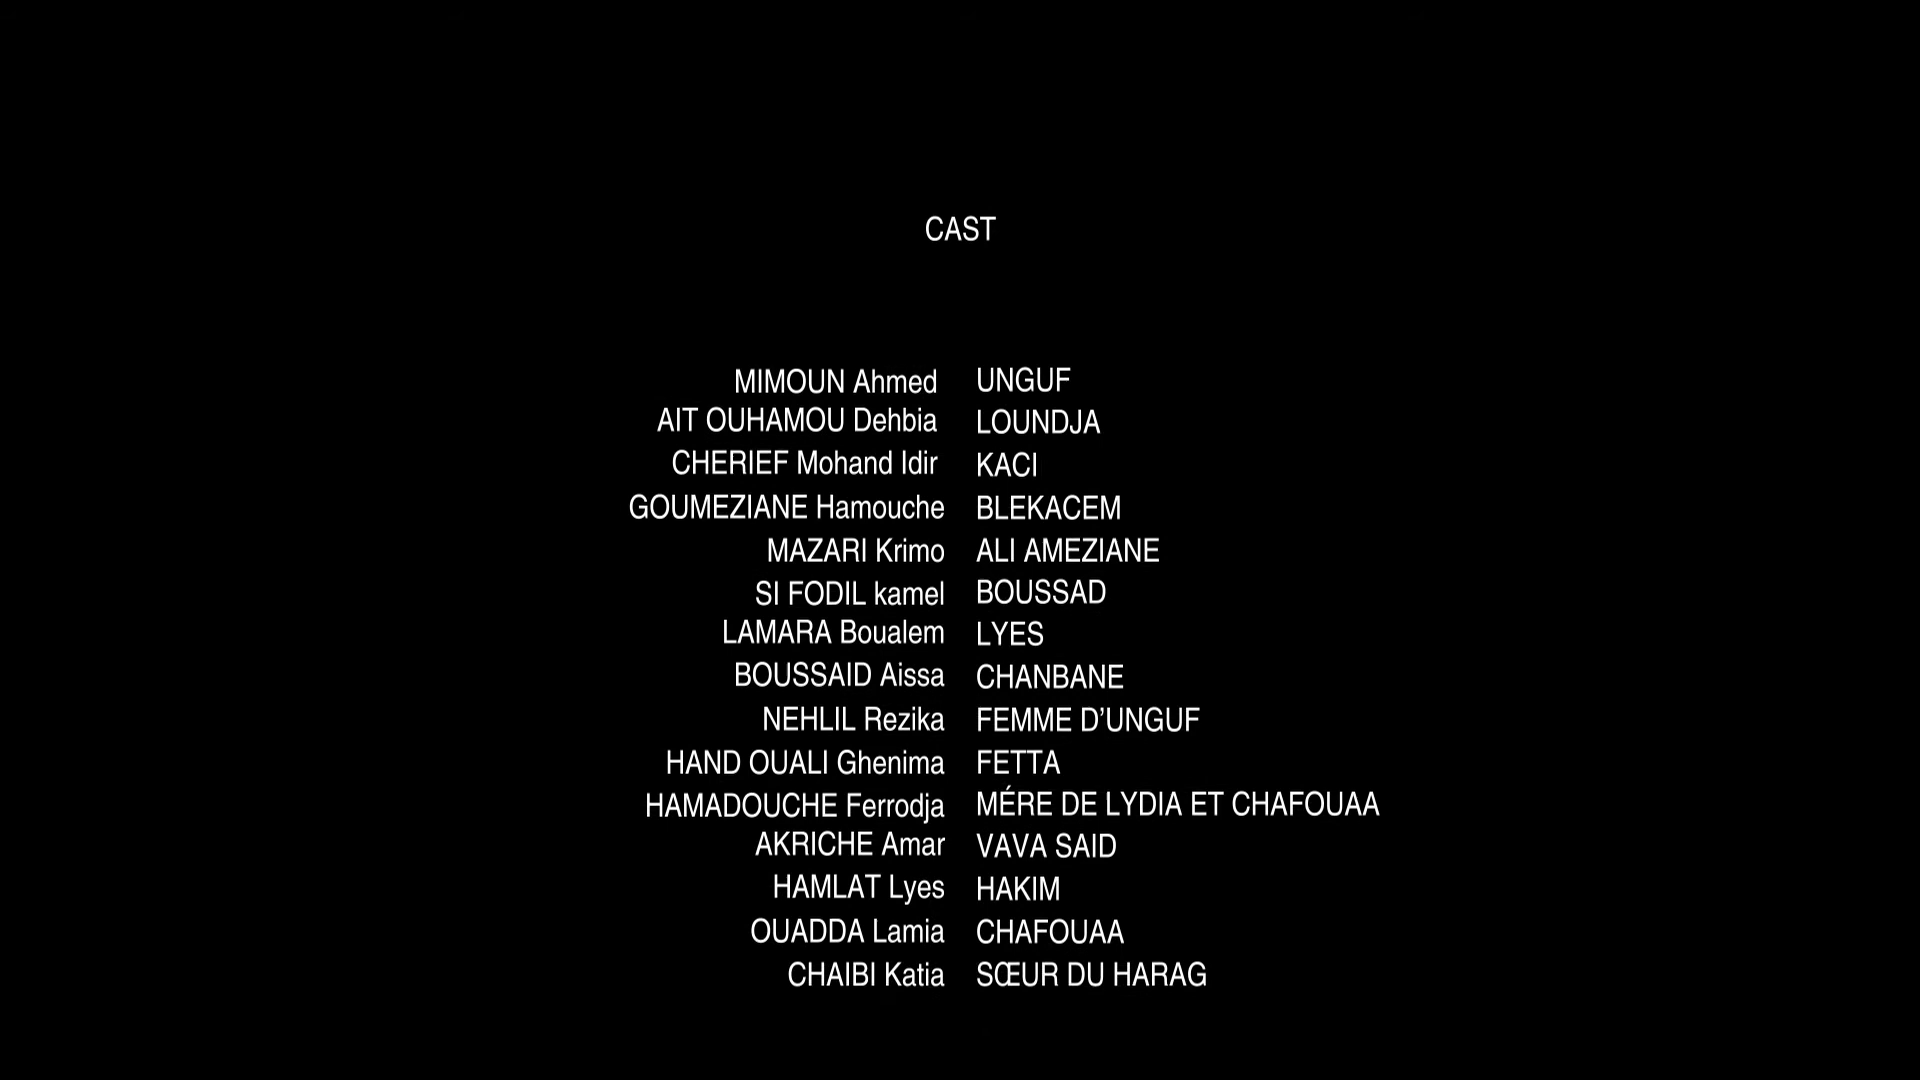 CAST
MIMOUN Ahmed UNGUF
AIT OUHAMOU Dehbia LOUNDJA
CHERIEF Mohand Idir KACI
GOUMEZIANE Hamouche BLEKACEM
MAZARI Krimo ALI AMEZIANE
SI FODIL kamel BOUSSAD
LAMARA Boualem LYES
BOUSSAID Aissa CHANBANE
NEHLIL Rezika FEMME D’UNGUF
HAND OUALI Ghenima FETTA
HAMADOUCHE Ferrodja MÉRE DE LYDIA ET CHAFOUAA
AKRICHE Amar VAVA SAID
HAMLAT Lyes HAKIM
OUADDA Lamia CHAFOUAA
CHAIBI Katia SŒUR DU HARAG